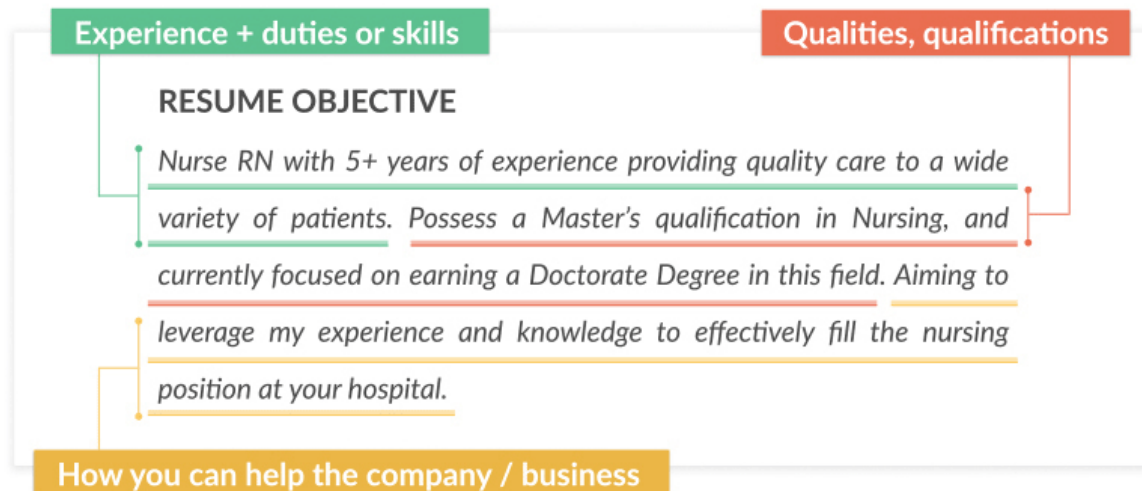 Experience + duties or skills
Qualities, qualifications
RESUME OBJECTIVE
Nurse RN with 5+ years of experience providing quality care to a wide
variety of patients. Possess a Master's qualification in Nursing, and
currently focused on earning a Doctorate Degree in this field. Aiming to
leverage my experience and knowledge to effectively fill the nursing
position at your hospital.
How you can help the company / business